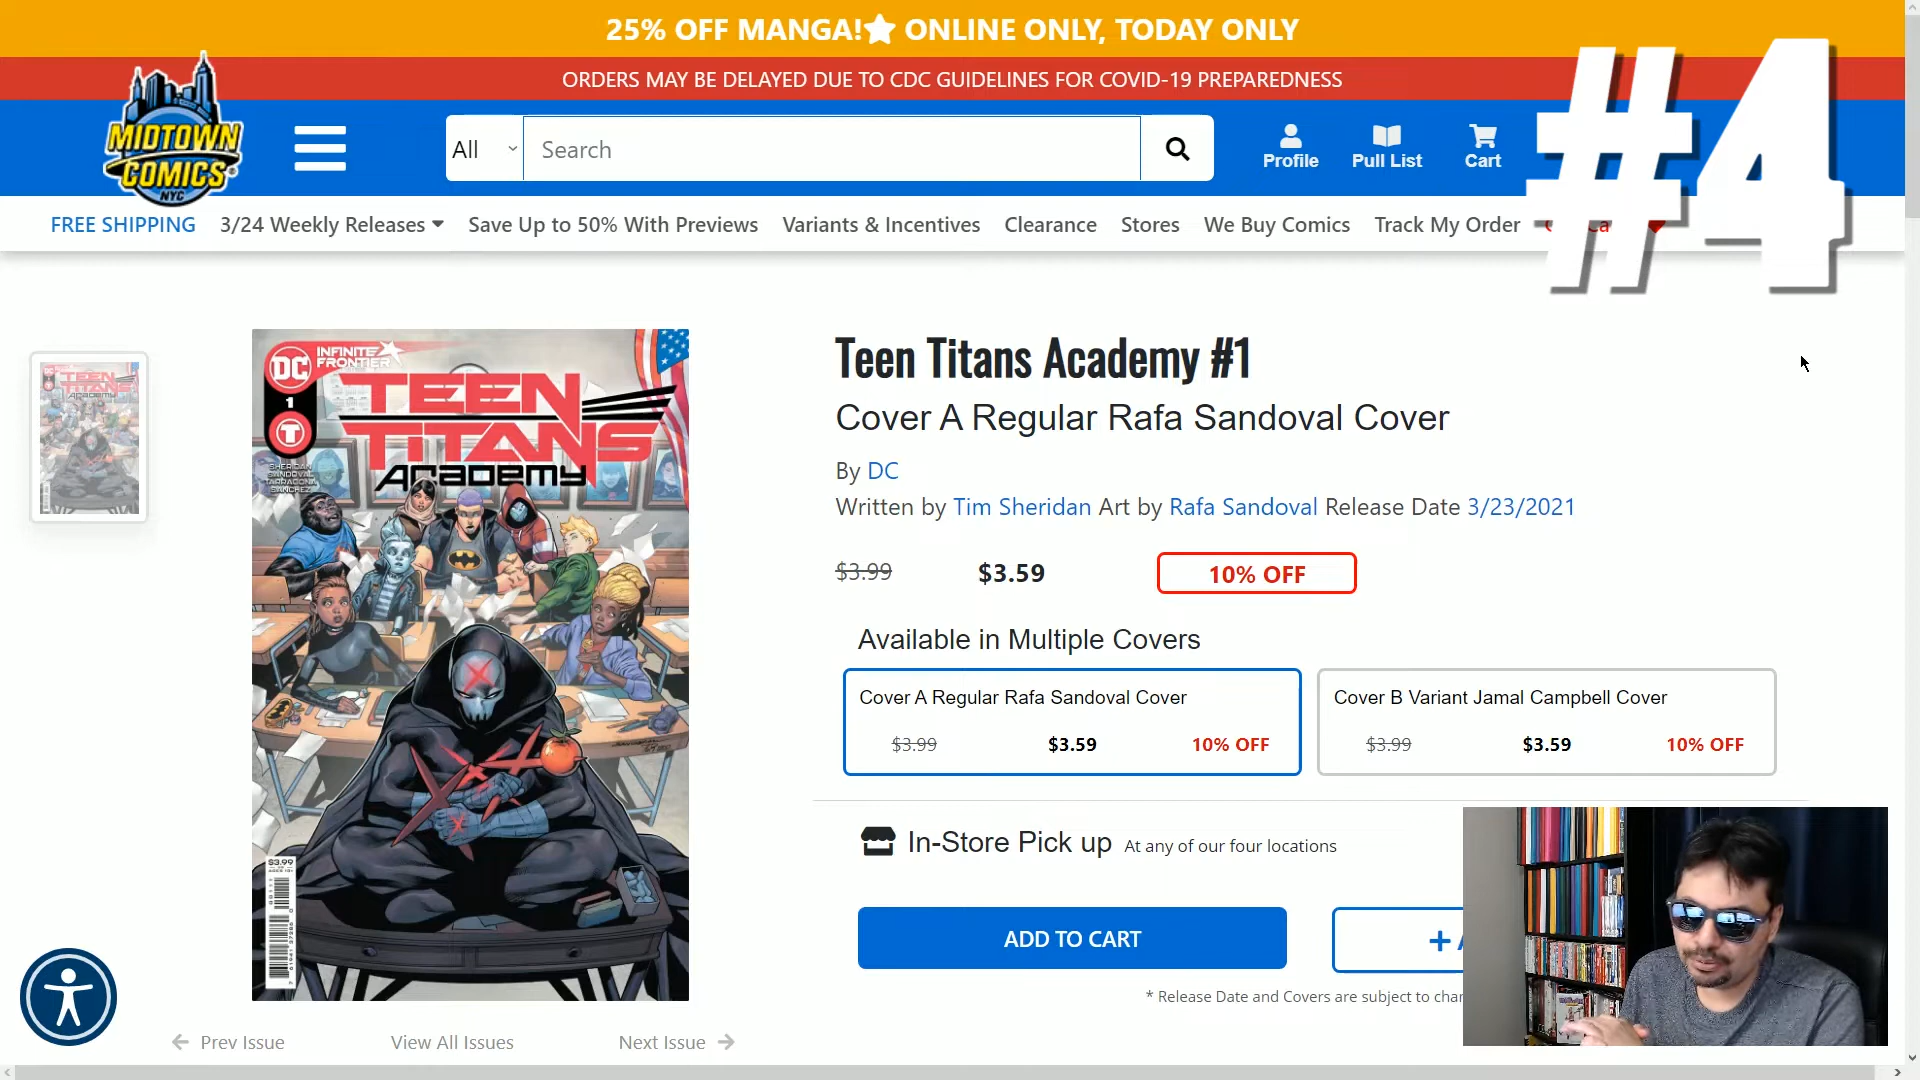 25% OFF MANGA! ONLINE ONLY, TODAY ONLY
ORDERS MAY BE DELAYED DUE TO CDC GUIDELINES FOR COVID-19 PREPAREDNESS
#4
MIDTOWN
COMICS
NYC
All
Search
Profile
Pull List
Cart
FREE SHIPPING
3/24 Weekly Releases
Save Up to 50% With Previews
Variants & Incentives
Clearance
Stores
We Buy Comics
Track My Order
DC
INFINITE
FRONTIER
1
T
TEEN
TITANS
ACADEMY
SHERIDAN
SANDOVAL
TARRAGONA
SANCHEZ
$3.99
Teen Titans Academy #1
Cover A Regular Rafa Sandoval Cover
By DC
Written by Tim Sheridan Art by Rafa Sandoval Release Date 3/23/2021
$3.99 $3.59 10% OFF
Available in Multiple Covers
Cover A Regular Rafa Sandoval Cover
$3.99 $3.59 10% OFF
Cover B Variant Jamal Campbell Cover
$3.99 $3.59 10% OFF
In-Store Pick up At any of our four locations
ADD TO CART
+
* Release Date and Covers are subject to
Prev Issue
View All Issues
Next Issue